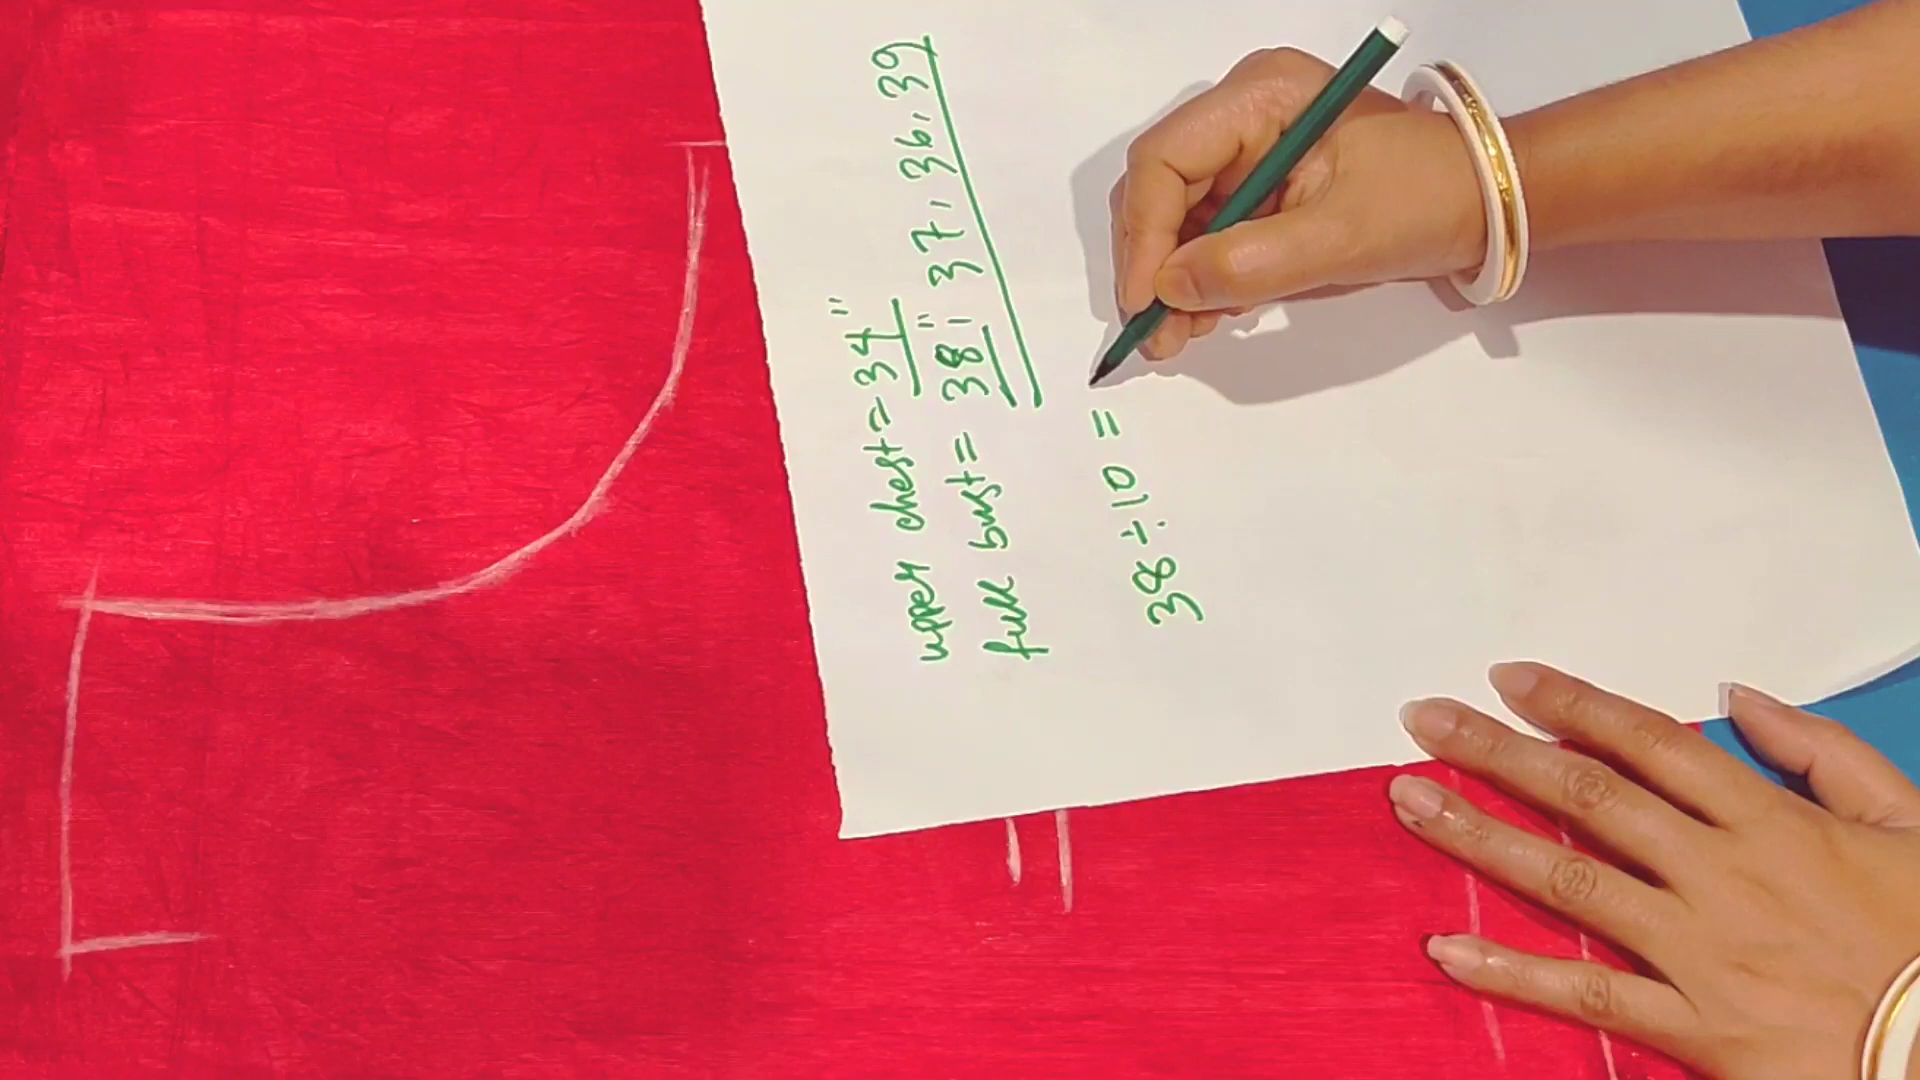 upper chest = 34"
full bust = 38", 37, 36, 39
38 ÷ 10 =